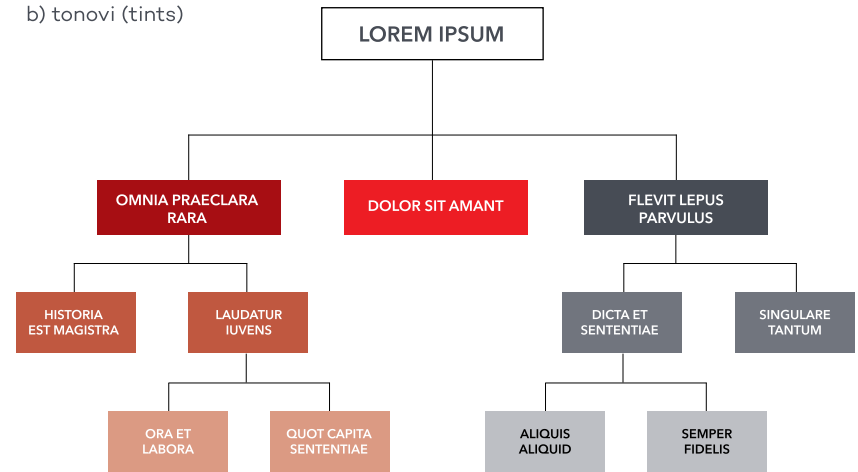 b) tonovi (tints)
LOREM IPSUM
OMNIA PRAECLARA
RARA
DOLOR SIT AMANT
FLEVIT LEPUS
PARVULUS
HISTORIA
EST MAGISTRA
LAUDATUR
IUVENS
DICTA ET
SENTENTIAE
SINGULARE
TANTUM
ORA ET
LABORA
QUOT CAPITA
SENTENTIAE
ALIQUIS
ALIQUID
SEMPER
FIDELIS